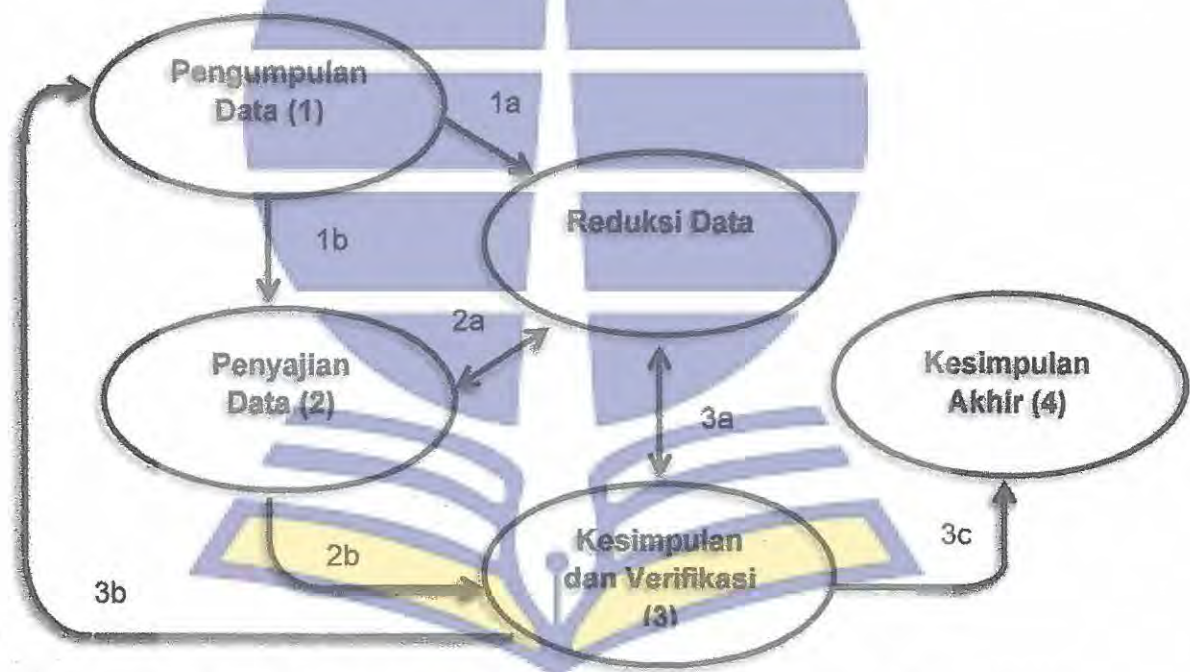 Pengumpulan
Data (1)
1a
Reduksi Data
1b
2a
Penyajian
Data (2)
Kesimpulan
Akhir (4)
3a
Kesimpulan
dan Verifikasi
(3)
2b
3c
3b